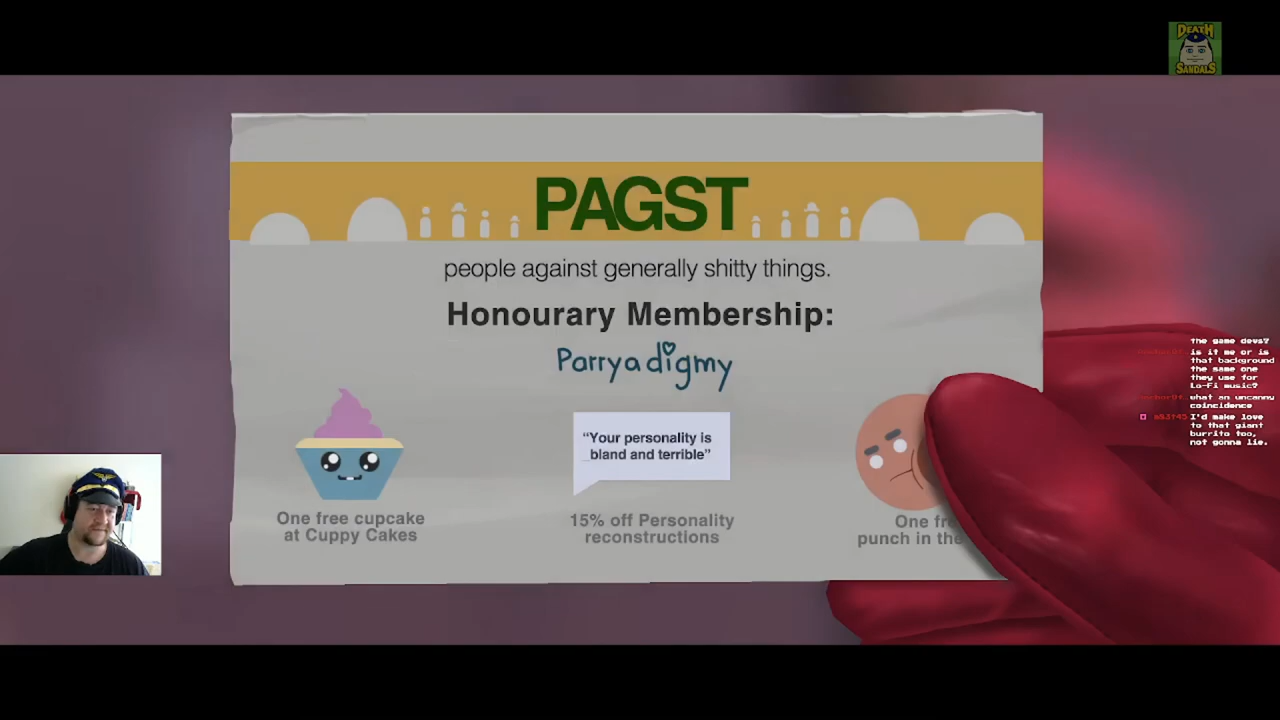 DEATH
SANDALS
PAGST
people against generally shitty things.
Honourary Membership:
Parryadigmy
"Your personality is
bland and terrible"
One free cupcake
at Cuppy Cakes
15% off Personality
reconstructions
One fre
punch in the
the game devs?
is it me or is
that background
the same one
they use for
Lo-Fi music?
what an uncanny
coincidence
I'd make love
to that giant
burrito too,
not gonna lie.